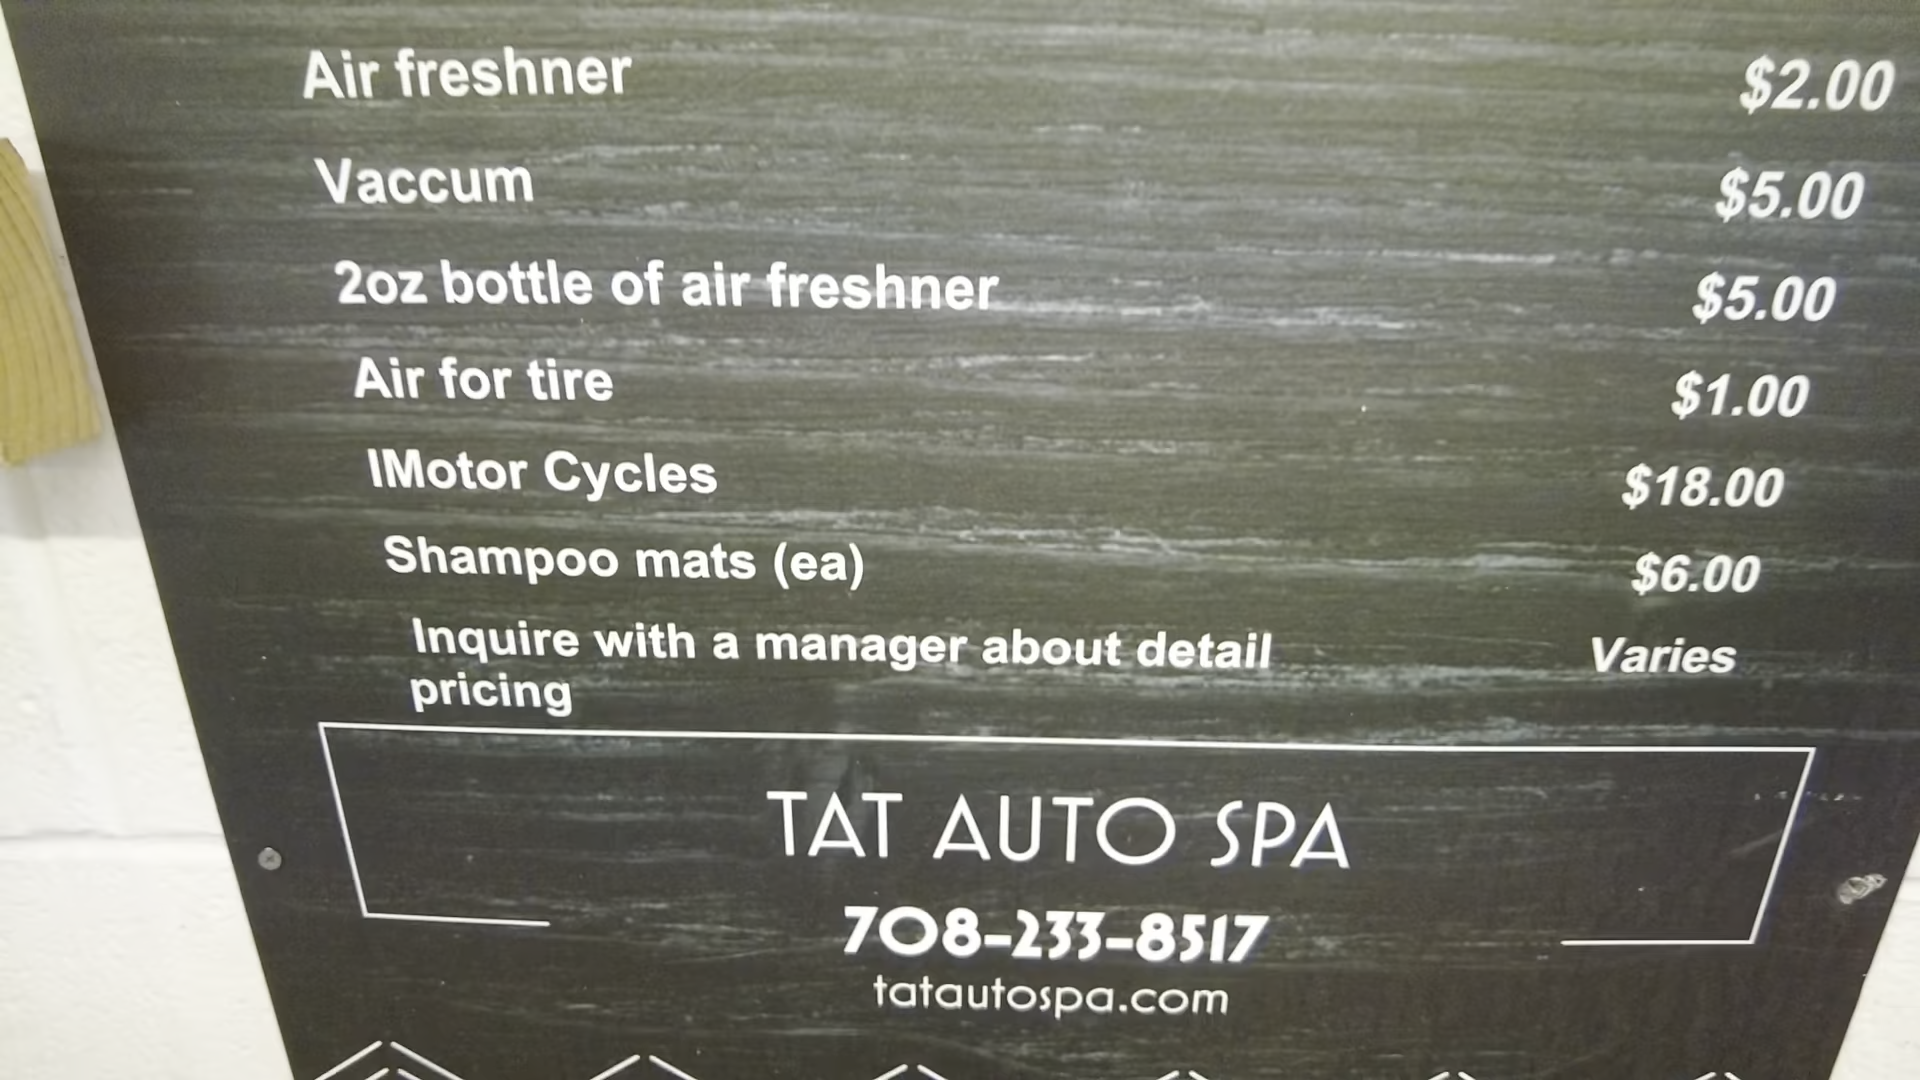 Air freshner $2.00
Vaccum $5.00
2oz bottle of air freshner $5.00
Air for tire $1.00
IMotor Cycles $18.00
Shampoo mats (ea) $6.00
Inquire with a manager about detail Varies
pricing
TAT AUTO SPA
708-233-8517
tatautospa.com